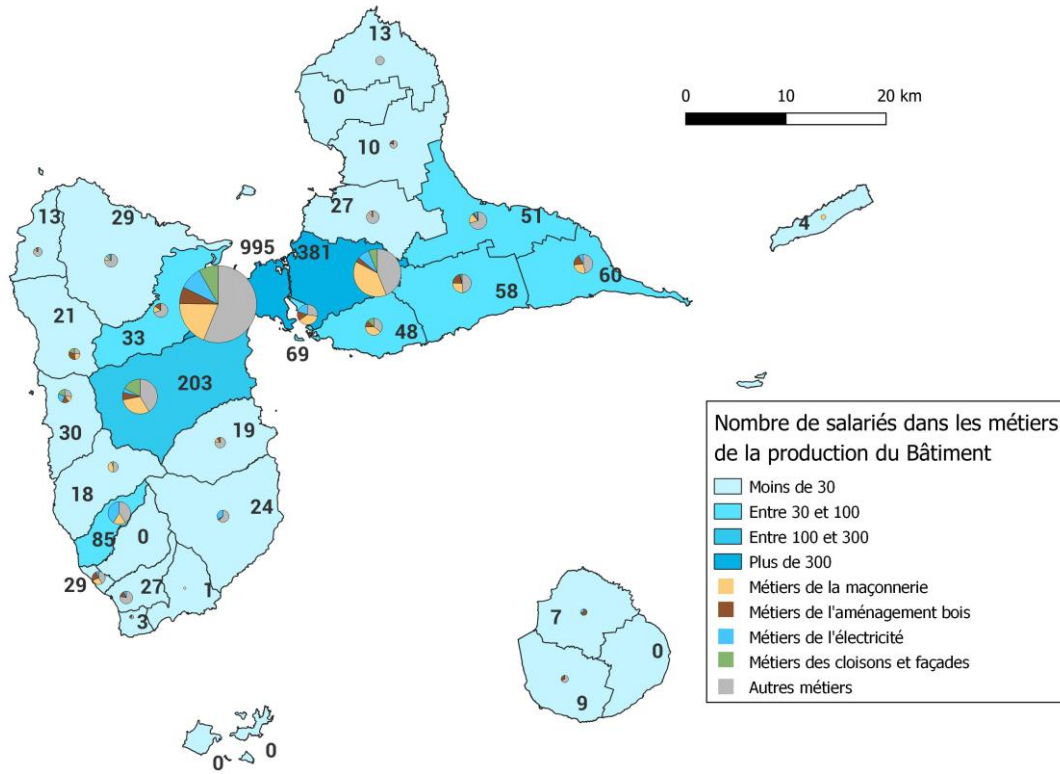 13
0
0 10 20 km
10
13
29
27
51
4
995
381
60
21
58
33
48
69
203
30
19
18
24
85
0
29
27
1
3
7
0
9
0
0
Nombre de salariés dans les métiers
de la production du Bâtiment
Moins de 30
Entre 30 et 100
Entre 100 et 300
Plus de 300
Métiers de la maçonnerie
Métiers de l'aménagement bois
Métiers de l'électricité
Métiers des cloisons et façades
Autres métiers